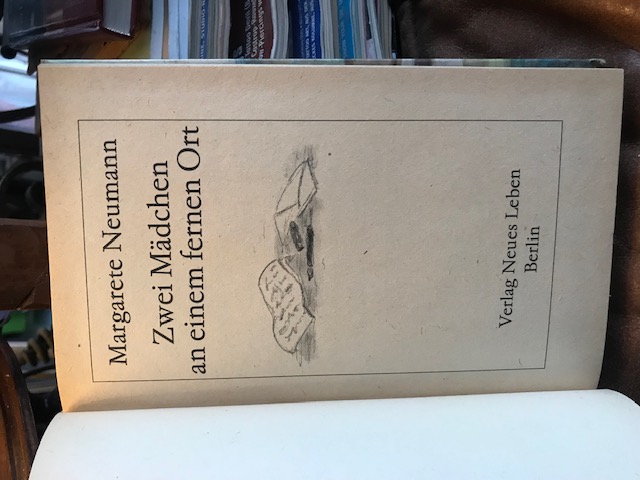 Margarete Neumann
Zwei Mädchen
an einem fernen Ort
Verlag Neues Leben
Berlin